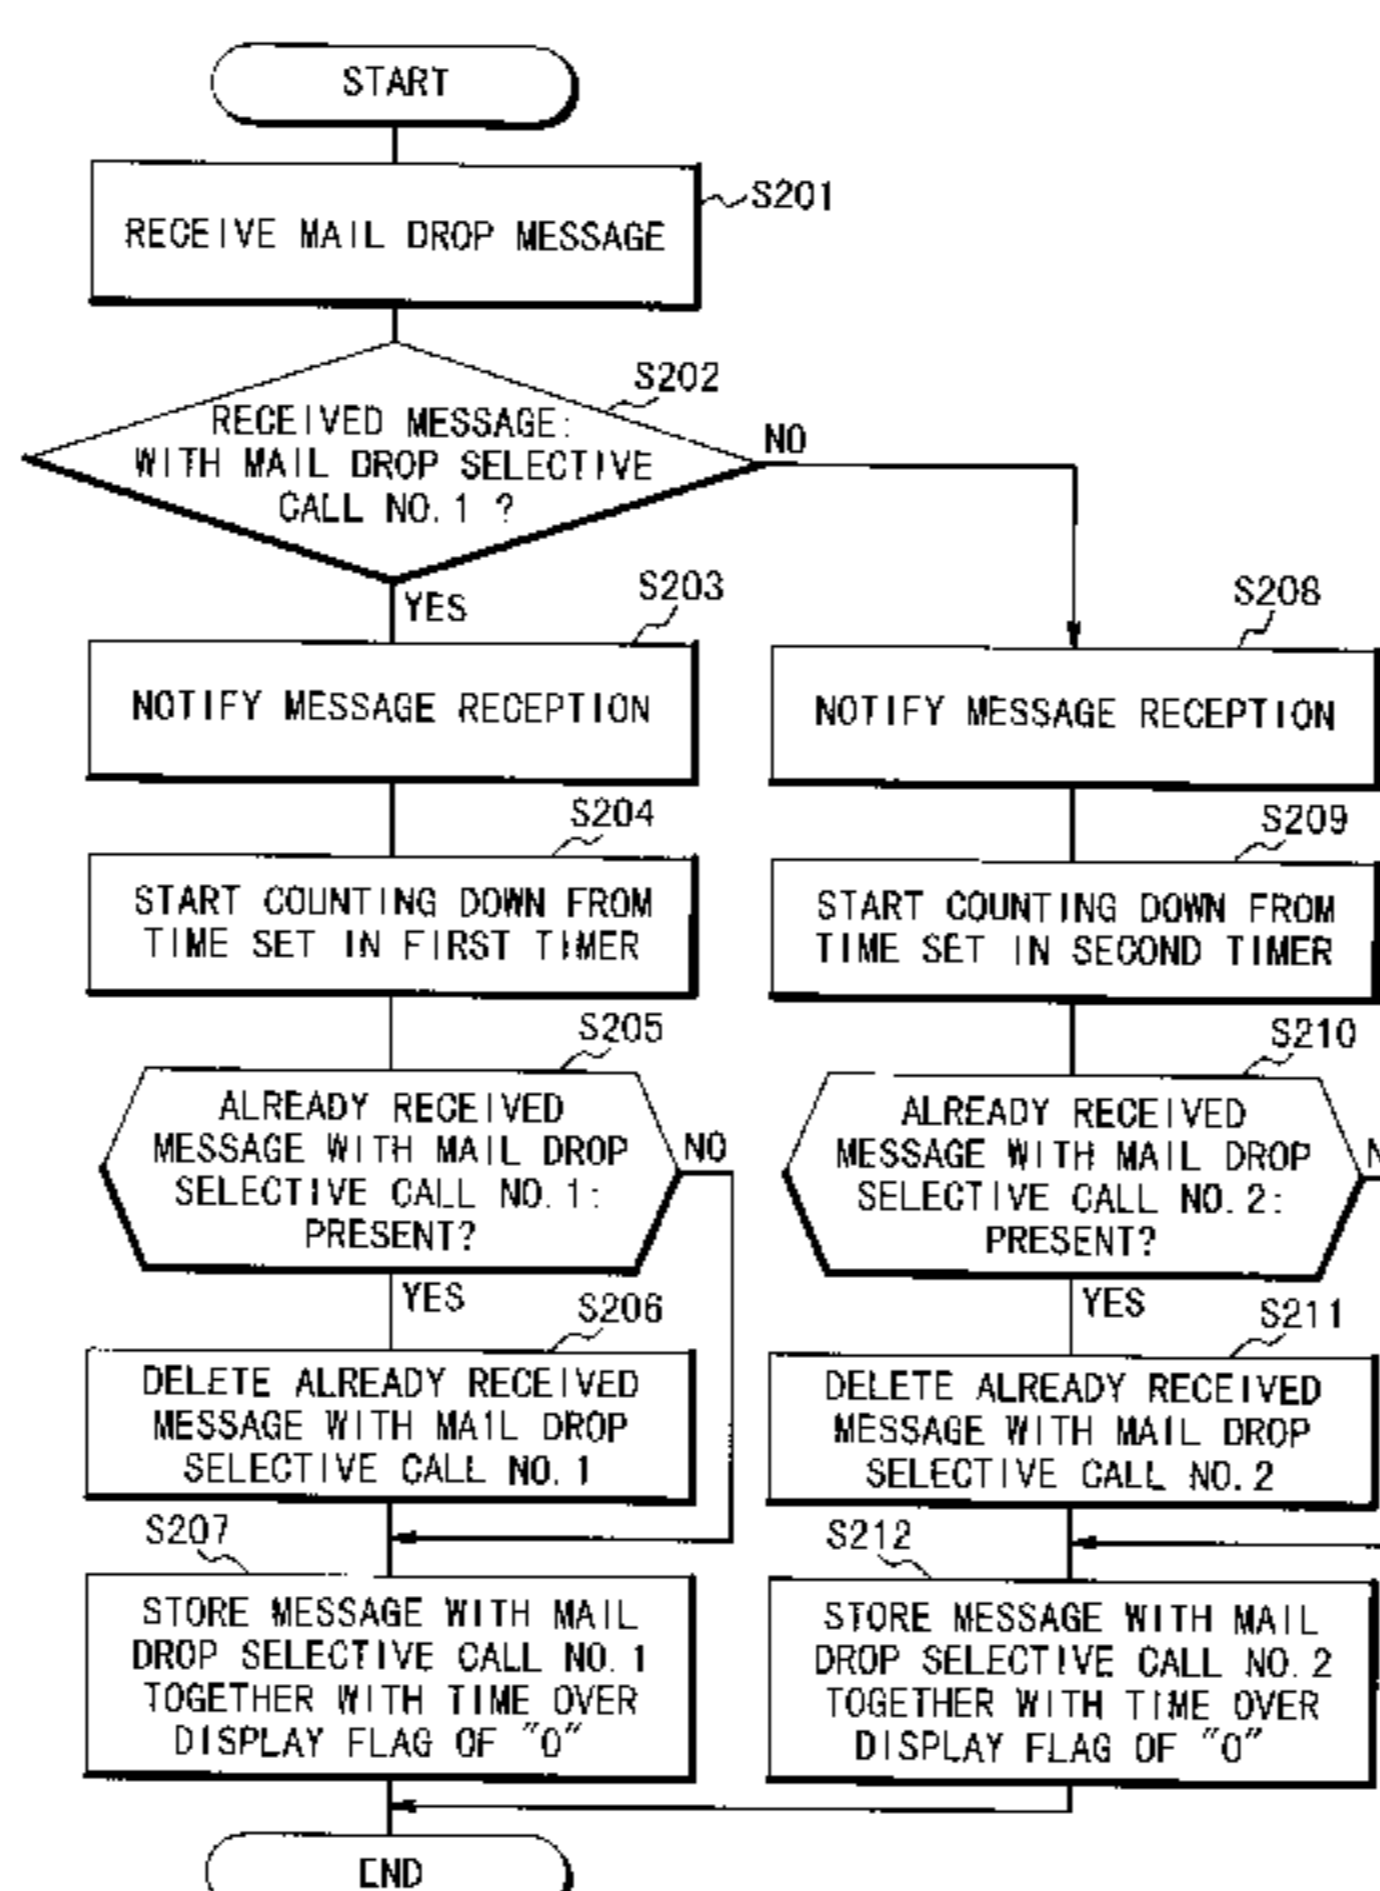 START
S201
RECEIVE MAIL DROP MESSAGE
S202
RECEIVED MESSAGE:
WITH MAIL DROP SELECTIVE
CALL NO.1 ?
NO
YES
S203
NOTIFY MESSAGE RECEPTION
S204
START COUNTING DOWN FROM
TIME SET IN FIRST TIMER
S205
ALREADY RECEIVED
MESSAGE WITH MAIL DROP
SELECTIVE CALL NO.1:
PRESENT?
NO
YES
S206
DELETE ALREADY RECEIVED
MESSAGE WITH MAIL DROP
SELECTIVE CALL NO.1
S207
STORE MESSAGE WITH MAIL
DROP SELECTIVE CALL NO.1
TOGETHER WITH TIME OVER
DISPLAY FLAG OF "0"
S208
NOTIFY MESSAGE RECEPTION
S209
START COUNTING DOWN FROM
TIME SET IN SECOND TIMER
S210
ALREADY RECEIVED
MESSAGE WITH MAIL DROP
SELECTIVE CALL NO.2:
PRESENT?
YES
S211
DELETE ALREADY RECEIVED
MESSAGE WITH MAIL DROP
SELECTIVE CALL NO.2
S212
STORE MESSAGE WITH MAIL
DROP SELECTIVE CALL NO.2
TOGETHER WITH TIME OVER
DISPLAY FLAG OF "0"
END